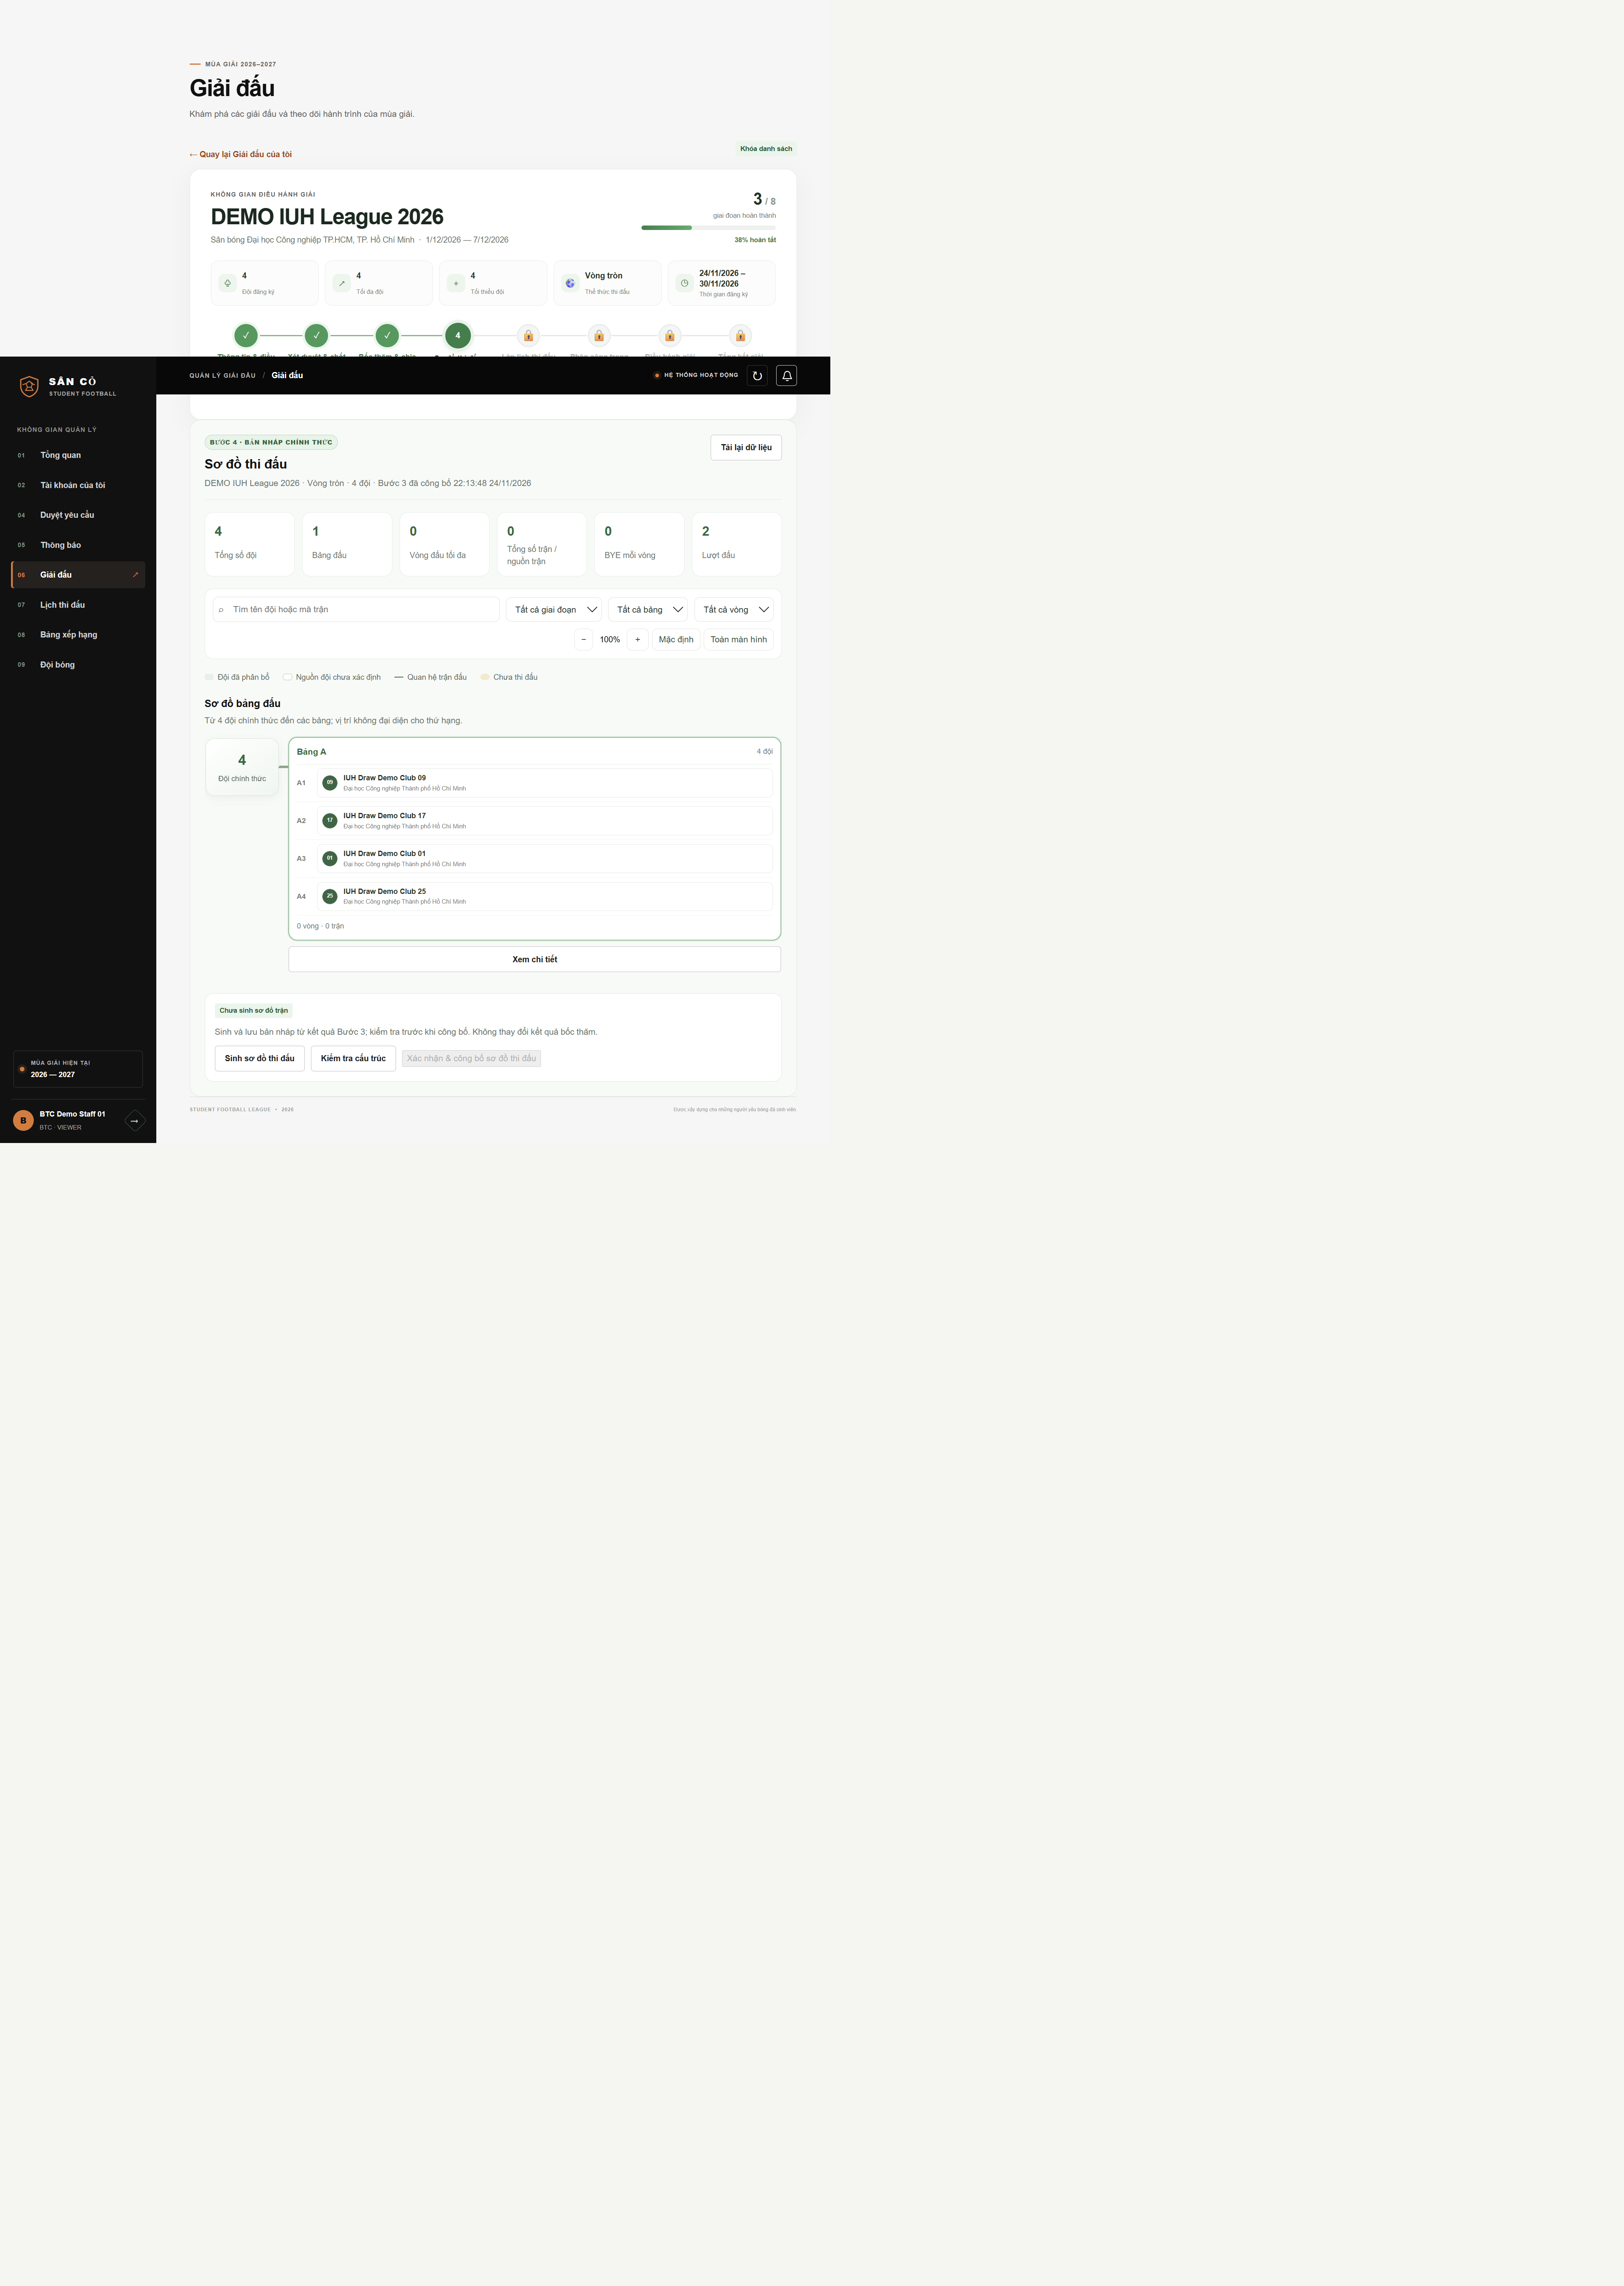 MÙA GIẢI 2026–2027
Giải đấu
Khám phá các giải đấu và theo dõi hành trình của mùa giải.
← Quay lại Giải đấu của tôi
Khóa danh sách
KHÔNG GIAN ĐIỀU HÀNH GIẢI
DEMO IUH League 2026
Sân bóng Đại học Công nghiệp TP.HCM, TP. Hồ Chí Minh · 1/12/2026 — 7/12/2026
3 / 8
giai đoạn hoàn thành
38% hoàn tất
4
Đội đăng ký
4
Tối đa đội
4
Tối thiểu đội
Vòng tròn
Thể thức thi đấu
24/11/2026 –
30/11/2026
Thời gian đăng ký
4
SÂN CỎ
STUDENT FOOTBALL
QUẢN LÝ GIẢI ĐẤU / Giải đấu
HỆ THỐNG HOẠT ĐỘNG
KHÔNG GIAN QUẢN LÝ
01 Tổng quan
02 Tài khoản của tôi
04 Duyệt yêu cầu
05 Thông báo
06 Giải đấu ↗
07 Lịch thi đấu
08 Bảng xếp hạng
09 Đội bóng
MÙA GIẢI HIỆN TẠI
2026 — 2027
B
BTC Demo Staff 01
BTC · VIEWER
BƯỚC 4 · BẢN NHÁP CHÍNH THỨC
Sơ đồ thi đấu
DEMO IUH League 2026 · Vòng tròn · 4 đội · Bước 3 đã công bố 22:13:48 24/11/2026
Tải lại dữ liệu
4
Tổng số đội
1
Bảng đấu
0
Vòng đấu tối đa
0
Tổng số trận /
nguồn trận
0
BYE mỗi vòng
2
Lượt đấu
Tìm tên đội hoặc mã trận
Tất cả giai đoạn
Tất cả bảng
Tất cả vòng
− 100% + Mặc định Toàn màn hình
Đội đã phân bổ
Nguồn đội chưa xác định
Quan hệ trận đấu
Chưa thi đấu
Sơ đồ bảng đấu
Từ 4 đội chính thức đến các bảng; vị trí không đại diện cho thứ hạng.
4
Đội chính thức
Bảng A
4 đội
A1
09
IUH Draw Demo Club 09
Đại học Công nghiệp Thành phố Hồ Chí Minh
A2
17
IUH Draw Demo Club 17
Đại học Công nghiệp Thành phố Hồ Chí Minh
A3
01
IUH Draw Demo Club 01
Đại học Công nghiệp Thành phố Hồ Chí Minh
A4
25
IUH Draw Demo Club 25
Đại học Công nghiệp Thành phố Hồ Chí Minh
0 vòng · 0 trận
Xem chi tiết
Chưa sinh sơ đồ trận
Sinh và lưu bản nháp từ kết quả Bước 3; kiểm tra trước khi công bố. Không thay đổi kết quả bốc thăm.
Sinh sơ đồ thi đấu
Kiểm tra cấu trúc
Xác nhận & công bố sơ đồ thi đấu
STUDENT FOOTBALL LEAGUE • 2026
Được xây dựng cho những người yêu bóng đá sinh viên.